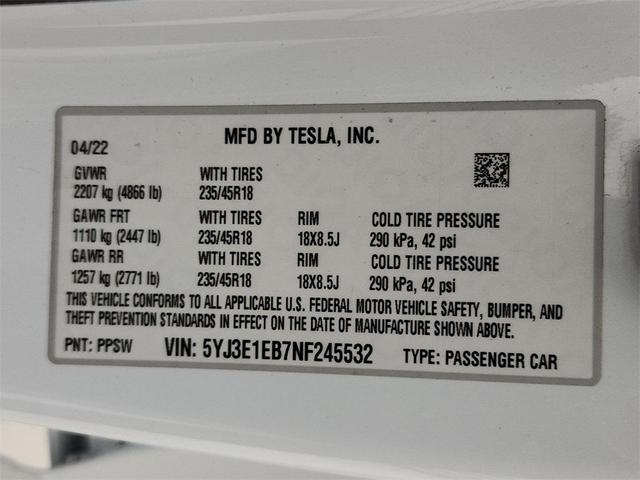 MFD BY TESLA, INC.
04/22
GVWR WITH TIRES
2207 kg (4866 lb) 235/45R18
GAWR FRT WITH TIRES RIM COLD TIRE PRESSURE
1110 kg (2447 lb) 235/45R18 18X8.5J 290 kPa, 42 psi
GAWR RR WITH TIRES RIM COLD TIRE PRESSURE
1257 kg (2771 lb) 235/45R18 18X8.5J 290 kPa, 42 psi
THIS VEHICLE CONFORMS TO ALL APPLICABLE U.S. FEDERAL MOTOR VEHICLE SAFETY, BUMPER, AND
THEFT PREVENTION STANDARDS IN EFFECT ON THE DATE OF MANUFACTURE SHOWN ABOVE.
PNT: PPSW VIN: 5YJ3E1EB7NF245532 TYPE: PASSENGER CAR